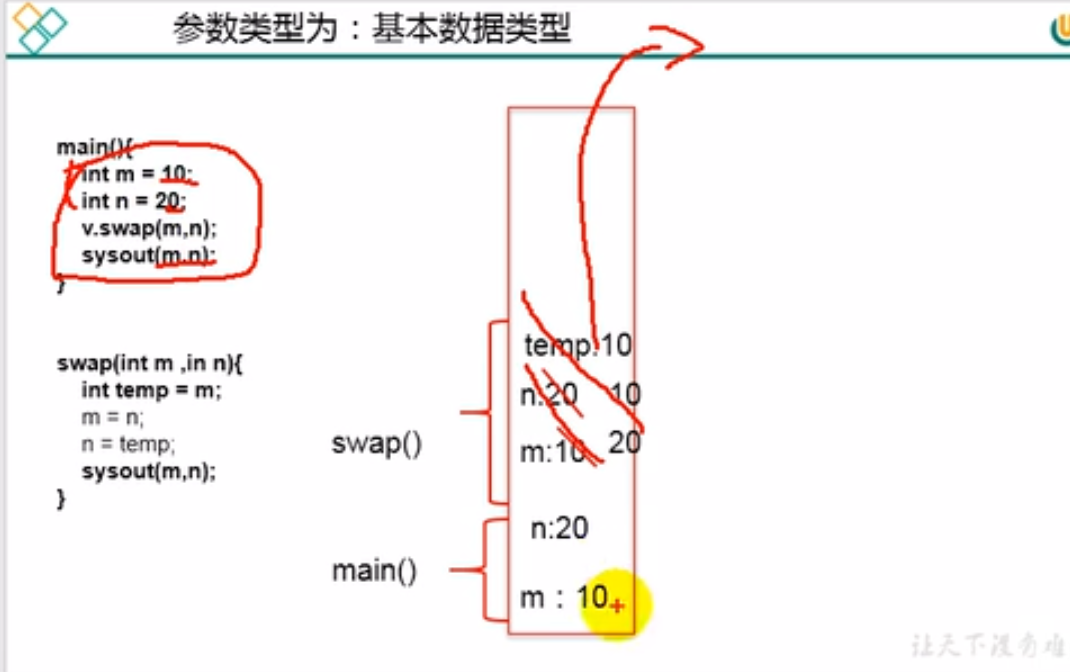 参数类型为：基本数据类型
main(){
int m = 10;
int n = 20;
v.swap(m,n);
sysout(m,n);
}
swap(int m ,in n){
int temp = m;
m = n;
n = temp;
sysout(m,n);
}
swap()
main()
temp:10
n:20 10
m:10 20
n:20
m：10
让天下没有难